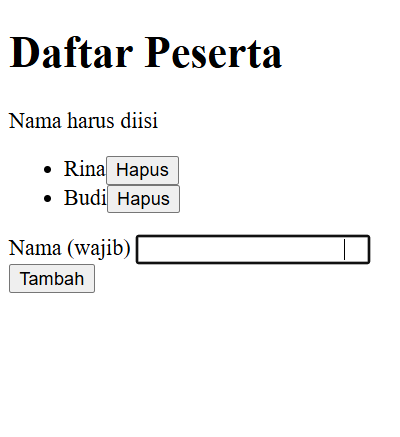 Daftar Peserta
Nama harus diisi
Rina Hapus
Budi Hapus
Nama (wajib)
Tambah